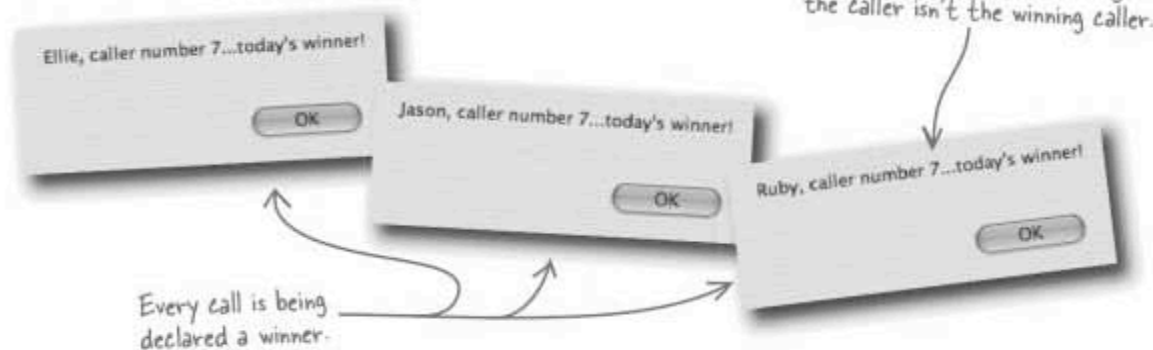 the caller isn't the winning caller.
Ellie, caller number 7...today's winner!
OK
Jason, caller number 7...today's winner!
OK
Ruby, caller number 7...today's winner!
OK
Every call is being
declared a winner.